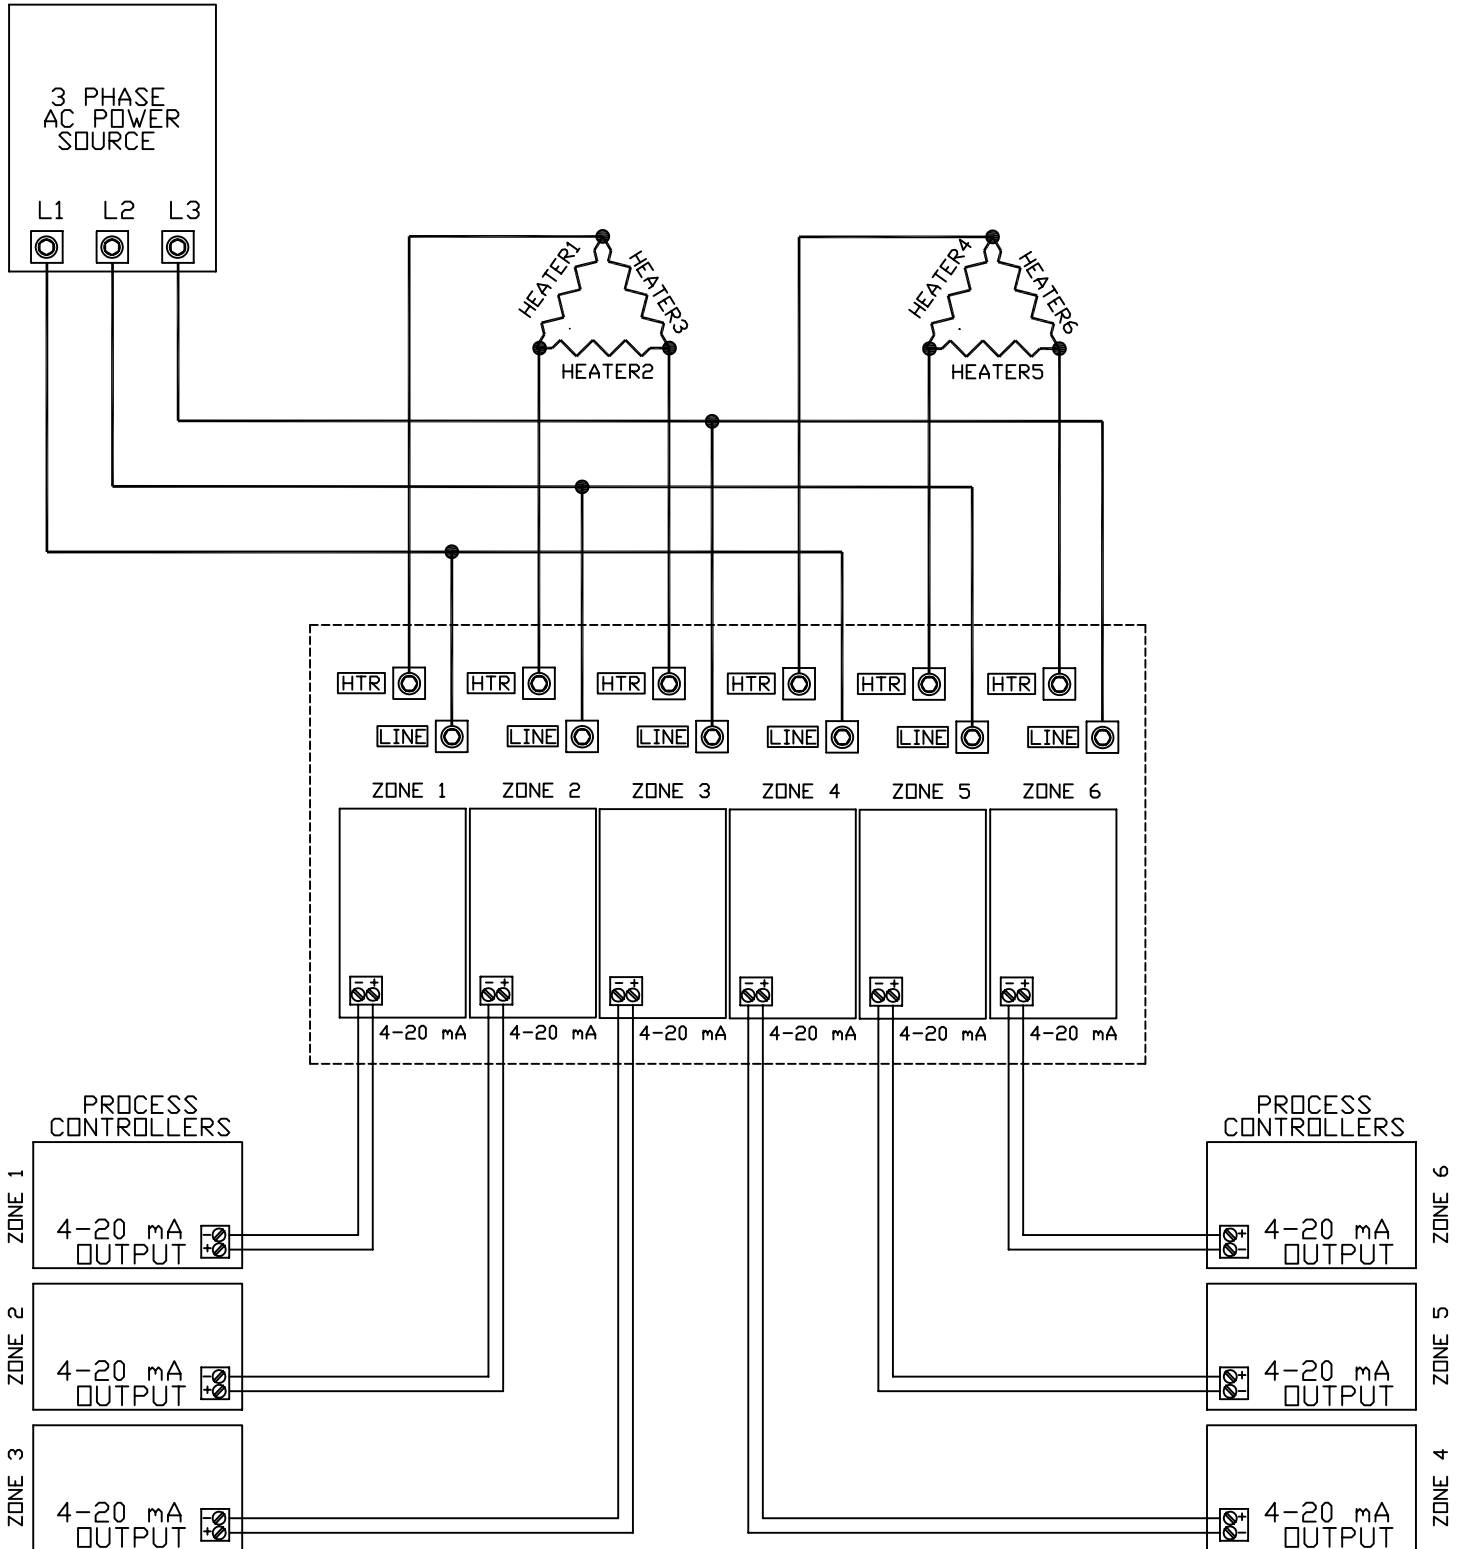 3 PHASE
AC POWER
SOURCE
L1 L2 L3
HEATER1
HEATER3
HEATER2
HEATER4
HEATER6
HEATER5
HTR HTR HTR HTR HTR HTR
LINE LINE LINE LINE LINE LINE
ZONE 1 ZONE 2 ZONE 3 ZONE 4 ZONE 5 ZONE 6
- + - + - + - + - + - +
4-20 mA 4-20 mA 4-20 mA 4-20 mA 4-20 mA 4-20 mA
PROCESS
CONTROLLERS
ZONE 1
4-20 mA -
OUTPUT +
ZONE 2
4-20 mA -
OUTPUT +
ZONE 3
4-20 mA -
OUTPUT +
PROCESS
CONTROLLERS
ZONE 6
+ 4-20 mA
- OUTPUT
ZONE 5
+ 4-20 mA
- OUTPUT
ZONE 4
+ 4-20 mA
- OUTPUT